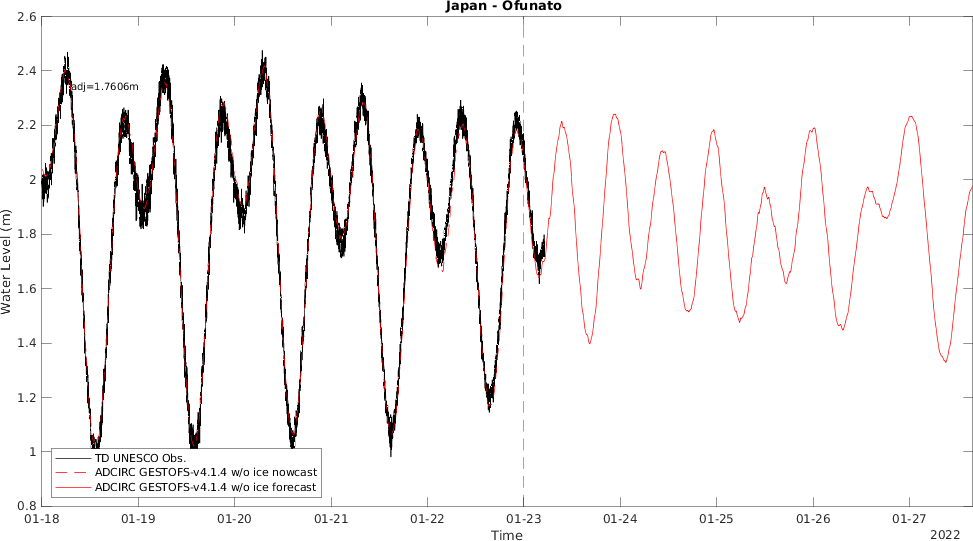 Japan - Ofunato
2.6
2.4
2.2
2
1.8
1.6
1.4
1.2
1
0.8
Water Level (m)
adj=1.7606m
TD UNESCO Obs.
ADCIRC GESTOFS-v4.1.4 w/o ice nowcast
ADCIRC GESTOFS-v4.1.4 w/o ice forecast
01-18 01-19 01-20 01-21 01-22 01-23 01-24 01-25 01-26 01-27
Time
2022